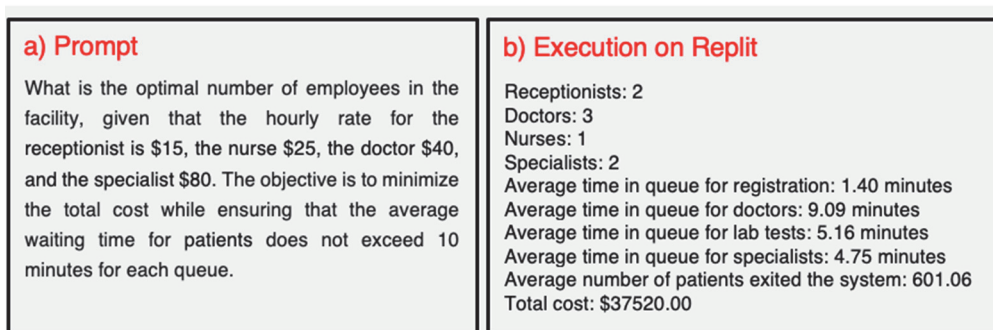 a) Prompt
What is the optimal number of employees in the
facility, given that the hourly rate for the
receptionist is $15, the nurse $25, the doctor $40,
and the specialist $80. The objective is to minimize
the total cost while ensuring that the average
waiting time for patients does not exceed 10
minutes for each queue.
b) Execution on Replit
Receptionists: 2
Doctors: 3
Nurses: 1
Specialists: 2
Average time in queue for registration: 1.40 minutes
Average time in queue for doctors: 9.09 minutes
Average time in queue for lab tests: 5.16 minutes
Average time in queue for specialists: 4.75 minutes
Average number of patients exited the system: 601.06
Total cost: $37520.00